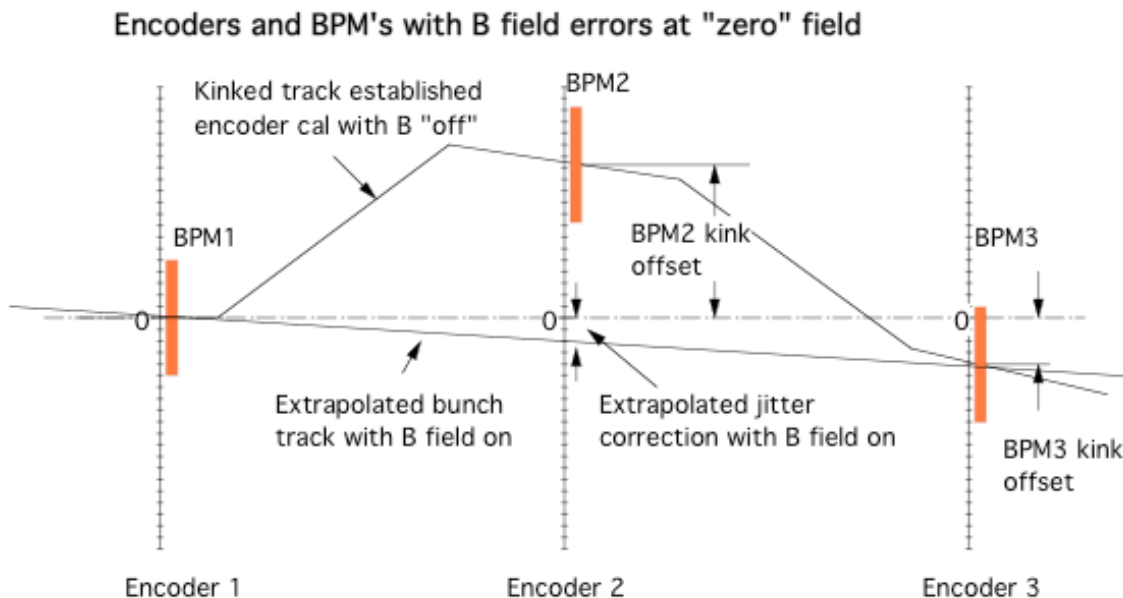 Encoders and BPM's with B field errors at "zero" field
Kinked track established
encoder cal with B "off"
BPM2
BPM1
BPM2 kink
offset
BPM3
0
0
0
Extrapolated bunch
track with B field on
Extrapolated jitter
correction with B field on
BPM3 kink
offset
Encoder 1
Encoder 2
Encoder 3